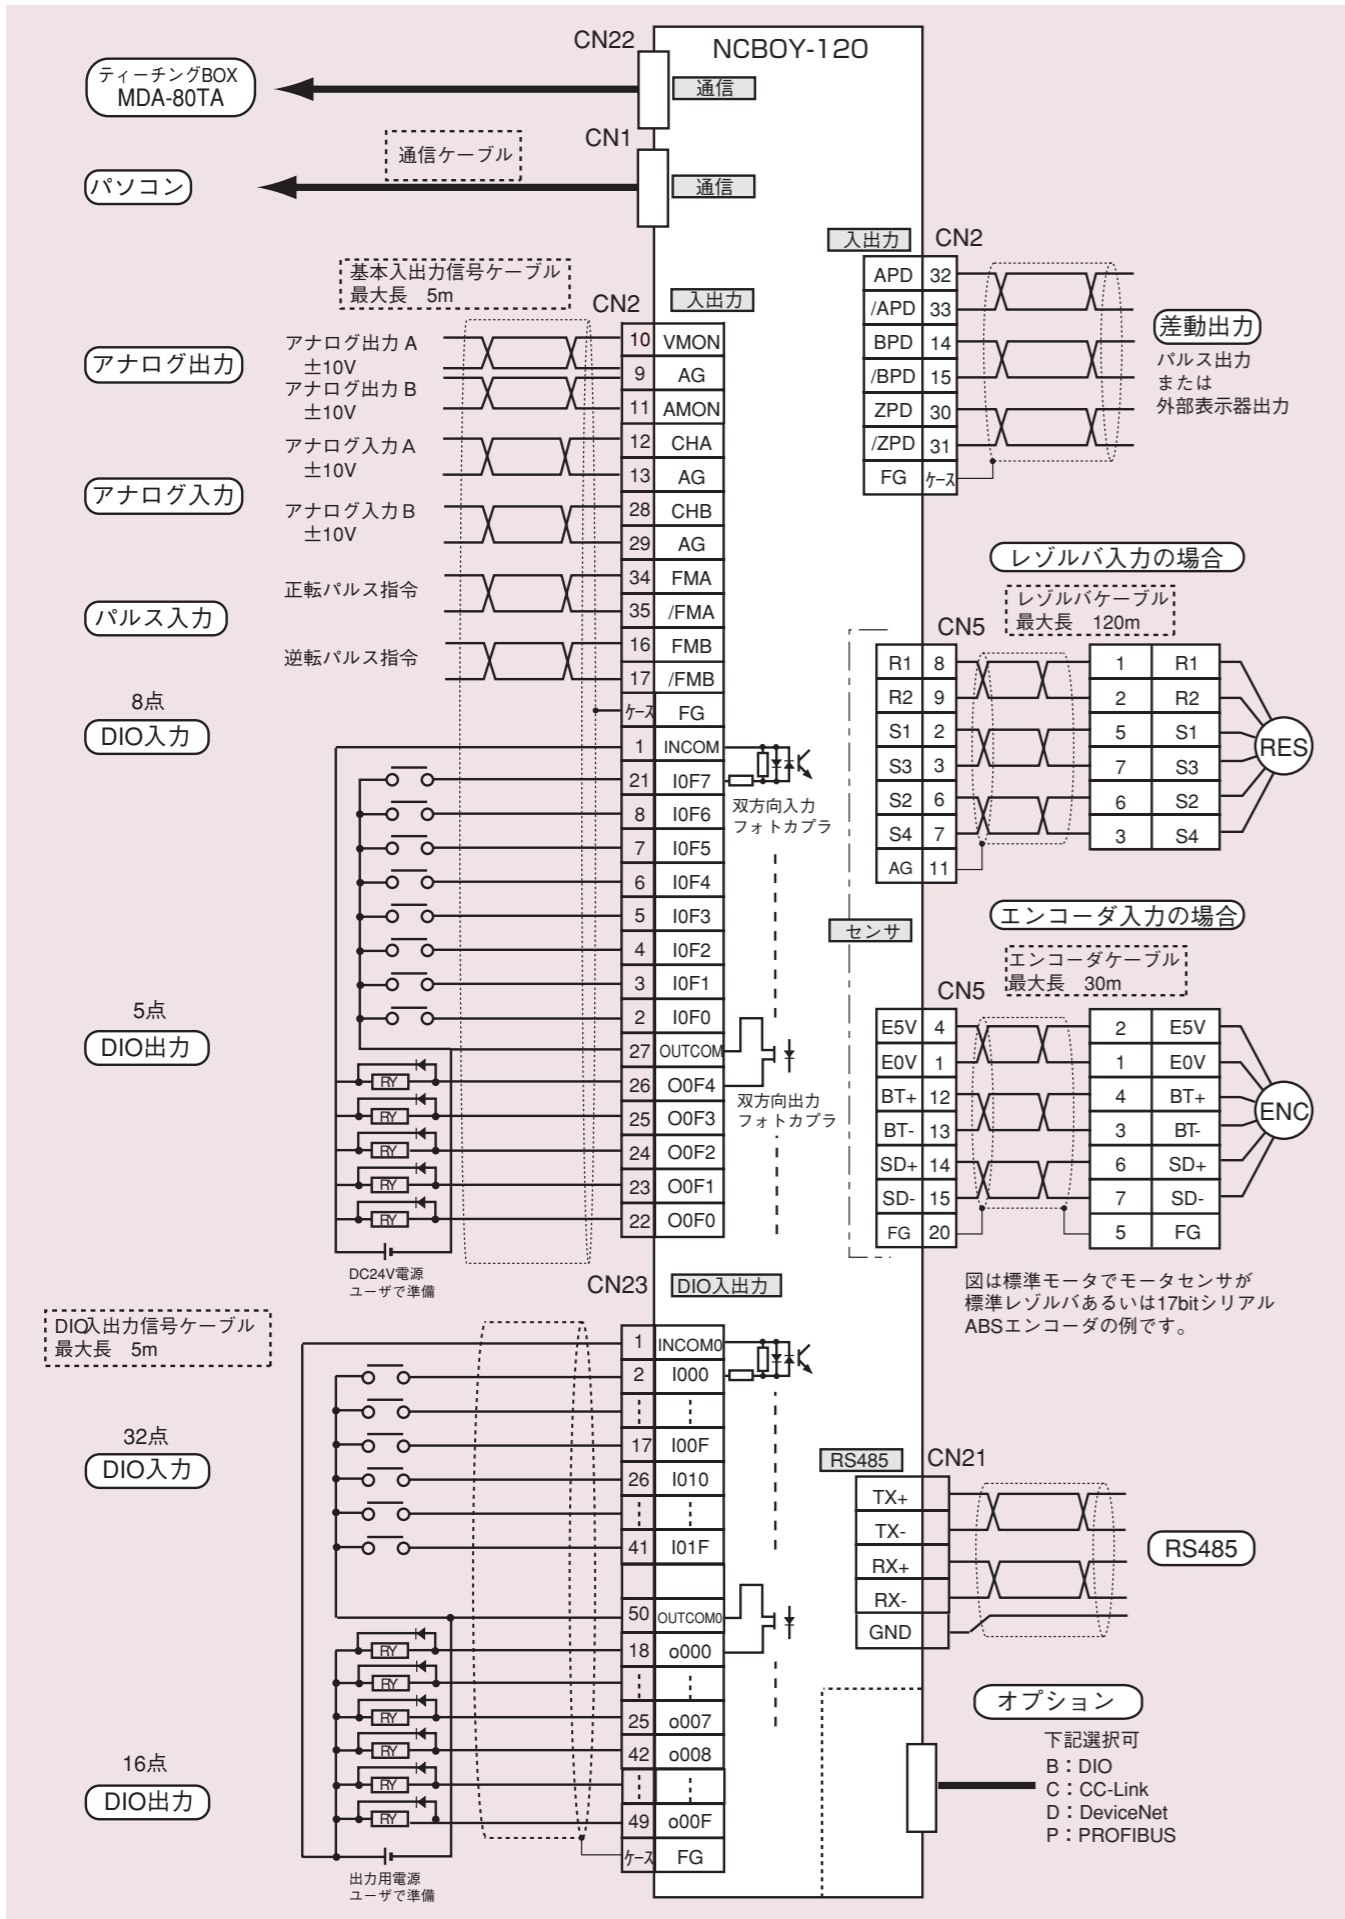 NCBOY-120
CN22
ティーチングBOX
MDA-80TA
通信
CN1
通信ケーブル
パソコン
通信
基本入出力信号ケーブル
最大長 5m
CN2
入出力
アナログ出力
アナログ出力 A
±10V
アナログ出力 B
±10V
アナログ入力
アナログ入力 A
±10V
アナログ入力 B
±10V
パルス入力
正転パルス指令
逆転パルス指令
10 VMON
9 AG
11 AMON
12 CHA
13 AG
28 CHB
29 AG
34 FMA
35 /FMA
16 FMB
17 /FMB
ケース FG
8点
DIO入力
1 INCOM
21 I0F7
8 I0F6
7 I0F5
6 I0F4
5 I0F3
4 I0F2
3 I0F1
2 I0F0
双方向入力
フォトカプラ
5点
DIO出力
27 OUTCOM
RY 26 O0F4
RY 25 O0F3
RY 24 O0F2
RY 23 O0F1
RY 22 O0F0
双方向出力
フォトカプラ
DC24V電源
ユーザで準備
CN23
DIO入出力
DIO入出力信号ケーブル
最大長 5m
32点
DIO入力
1 INCOM0
2 I000
17 I00F
26 I010
41 I01F
50 OUTCOM0
RY 18 o000
RY
RY 25 o007
RY 42 o008
RY
RY 49 o00F
ケース FG
16点
DIO出力
出力用電源
ユーザで準備
入出力
CN2
APD 32
/APD 33
BPD 14
/BPD 15
ZPD 30
/ZPD 31
FG ケース
差動出力
パルス出力
または
外部表示器出力
レゾルバ入力の場合
レゾルバケーブル
最大長 120m
CN5
R1 8 1 R1
R2 9 2 R2
S1 2 5 S1
S3 3 7 S3
S2 6 6 S2
S4 7 3 S4
AG 11
RES
センサ
エンコーダ入力の場合
エンコーダケーブル
最大長 30m
CN5
E5V 4 2 E5V
E0V 1 1 E0V
BT+ 12 4 BT+
BT- 13 3 BT-
SD+ 14 6 SD+
SD- 15 7 SD-
FG 20 5 FG
ENC
図は標準モータでモータセンサが
標準レゾルバあるいは17bitシリアル
ABSエンコーダの例です。
RS485
CN21
TX+
TX-
RX+
RX-
GND
RS485
オプション
下記選択可
B：DIO
C：CC-Link
D：DeviceNet
P：PROFIBUS